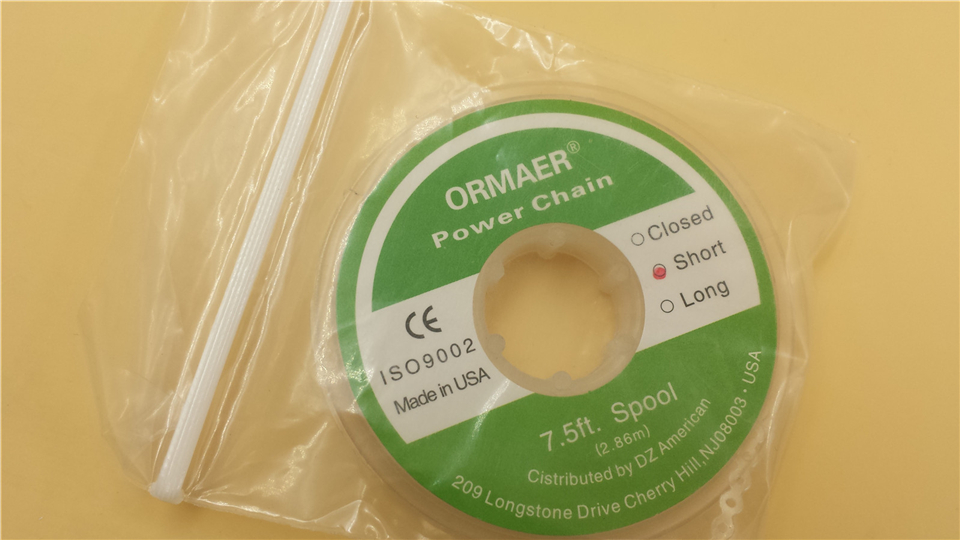 ORMAER®
Power Chain
Closed
Short
Long
CE
ISO9002
Made in USA
7.5ft. Spool
(2.86m)
Cistributed by DZ American
209 Longstone Drive Cherry Hill,NJ08003・USA